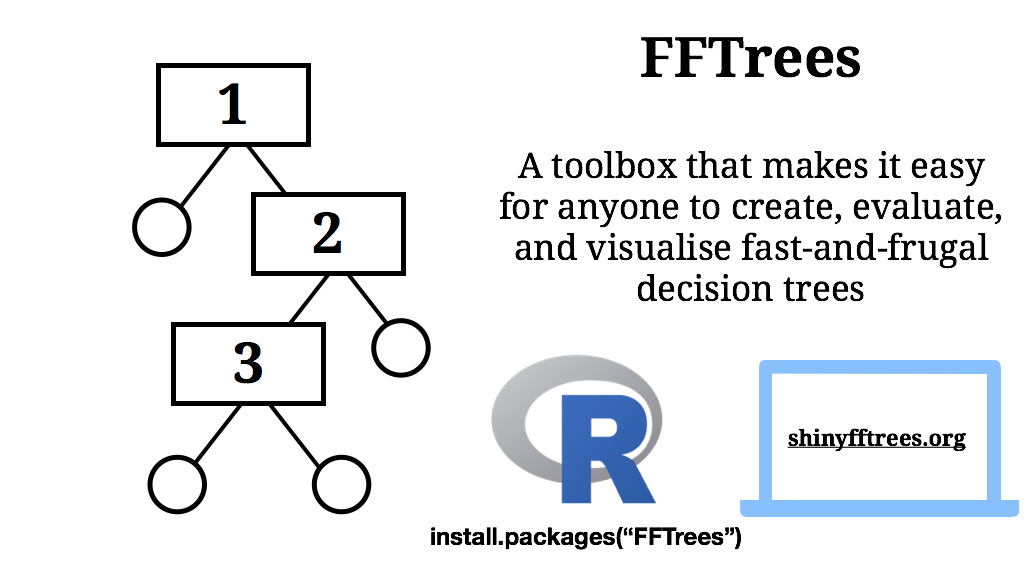 FFTrees
1
2
3
A toolbox that makes it easy
for anyone to create, evaluate,
and visualise fast-and-frugal
decision trees
R
shinyfftrees.org
install.packages(“FFTrees”)